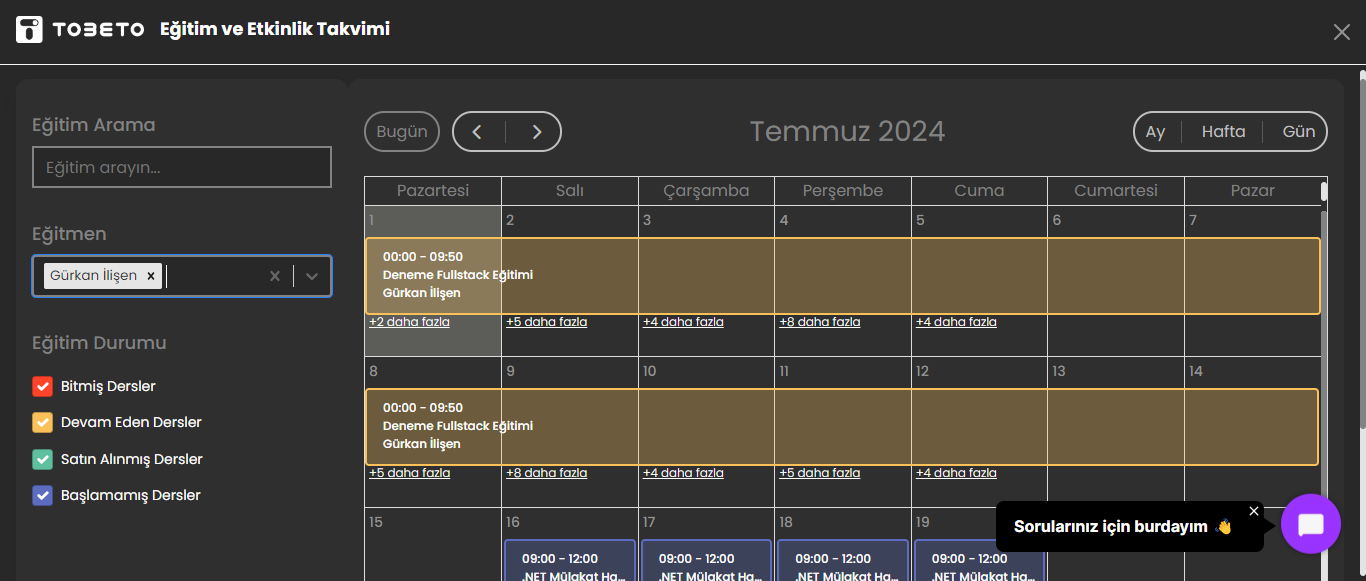 TOBETO Eğitim ve Etkinlik Takvimi
Eğitim Arama
Eğitim arayın...
Eğitmen
Gürkan İlişen
Eğitim Durumu
Bitmiş Dersler
Devam Eden Dersler
Satın Alınmış Dersler
Başlamamış Dersler
Bugün Temmuz 2024 Ay Hafta Gün
Pazartesi Salı Çarşamba Perşembe Cuma Cumartesi Pazar
1 2 3 4 5 6 7
00:00 - 09:50
Deneme Fullstack Eğitimi
Gürkan İlişen
+2 daha fazla +5 daha fazla +4 daha fazla +8 daha fazla +4 daha fazla
8 9 10 11 12 13 14
00:00 - 09:50
Deneme Fullstack Eğitimi
Gürkan İlişen
+5 daha fazla +8 daha fazla +4 daha fazla +5 daha fazla +4 daha fazla
15 16 17 18 19
09:00 - 12:00 09:00 - 12:00 09:00 - 12:00 09:00 - 12:00
.NET Mülakat Ha... .NET Mülakat Ha... .NET Mülakat Ha... .NET Mülakat Ha...
Sorularınız için burdayım 👋